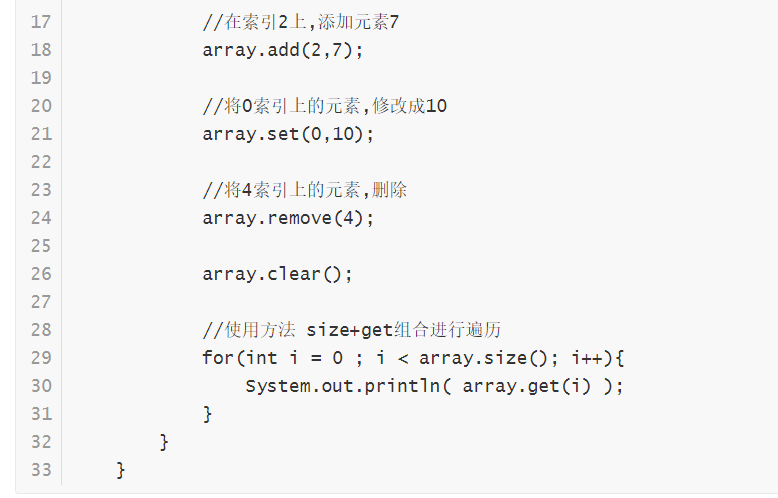 17 //在索引2上,添加元素7
18 array.add(2,7);
19
20 //将0索引上的元素,修改成10
21 array.set(0,10);
22
23 //将4索引上的元素,删除
24 array.remove(4);
25
26 array.clear();
27
28 //使用方法 size+get组合进行遍历
29 for(int i = 0 ; i < array.size(); i++){
30 System.out.println( array.get(i) );
31 }
32 }
33 }